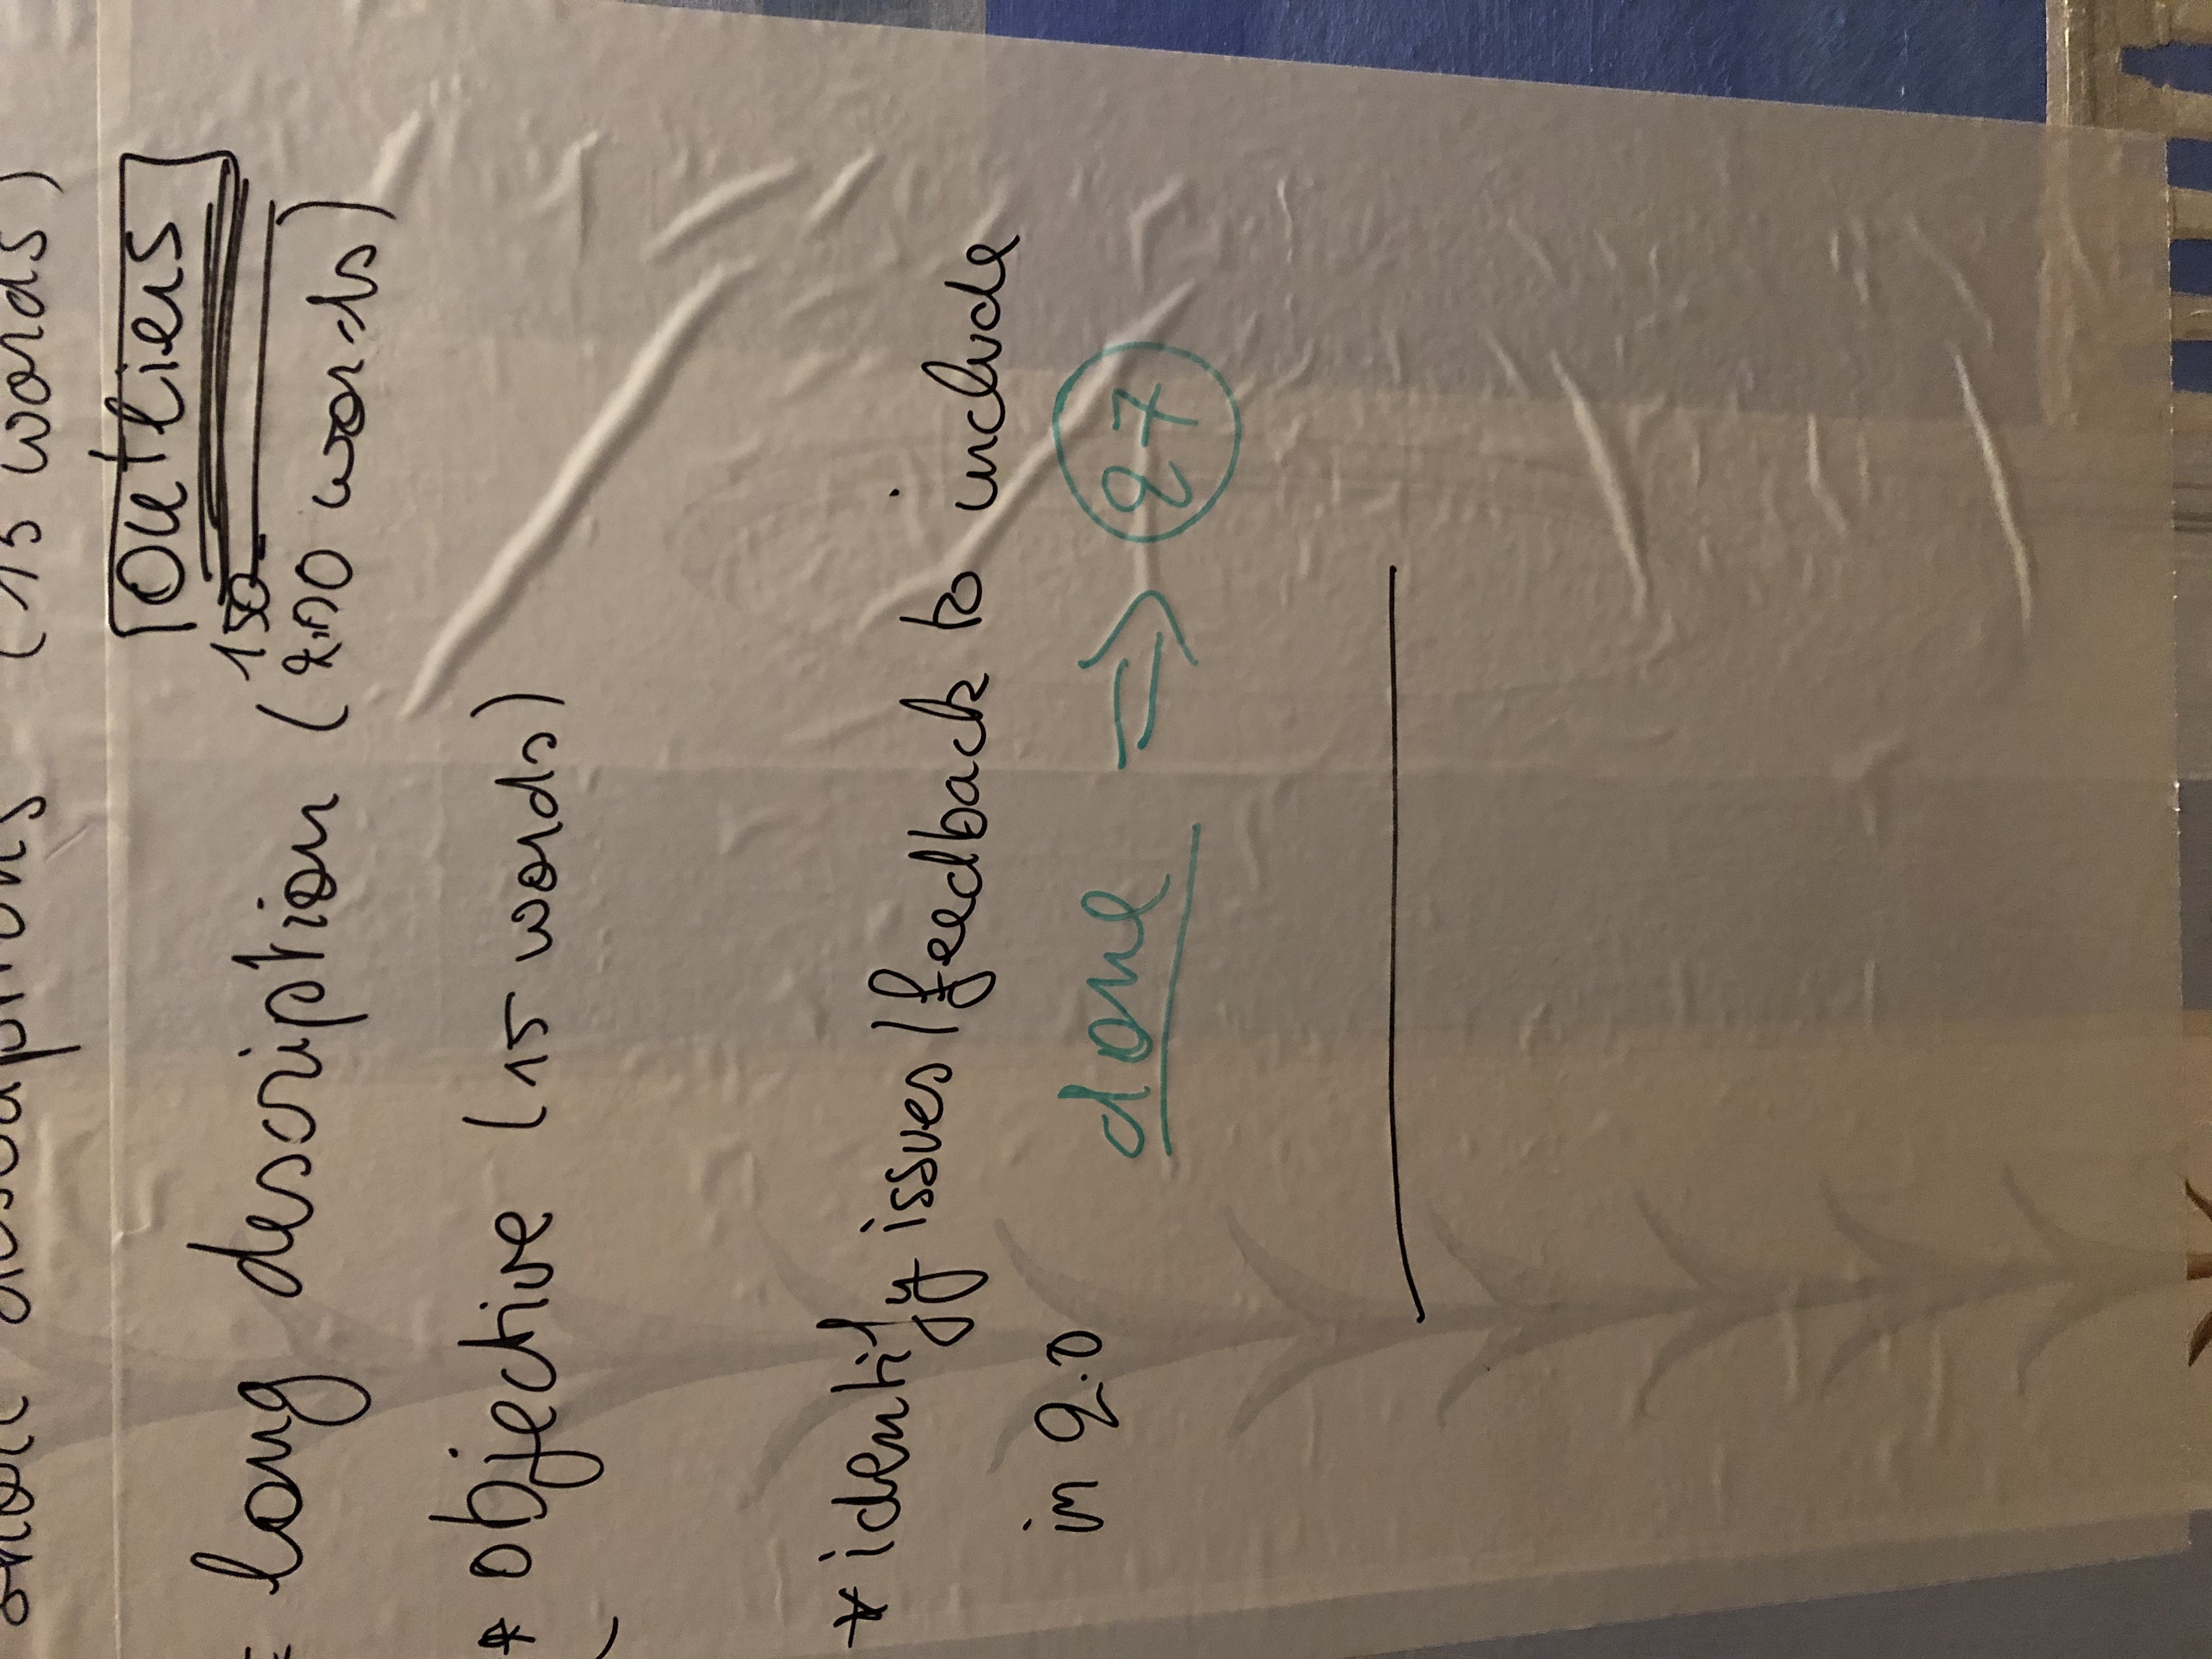 short descriptions (15 words)
outliers
= long description (150-
200 words)
* objective (15 words)
* identify issues/feedback to include
in 2.0
done => 27